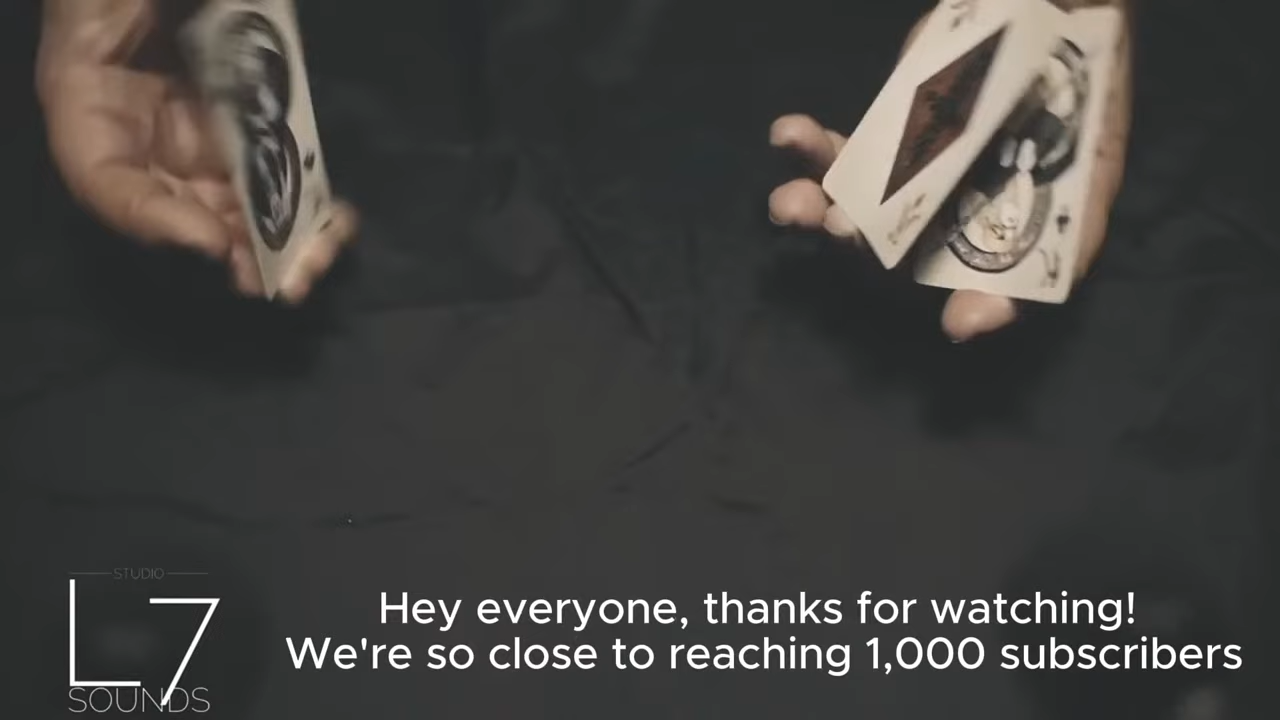 STUDIO
L7
SOUNDS
Hey everyone, thanks for watching!
We're so close to reaching 1,000 subscribers